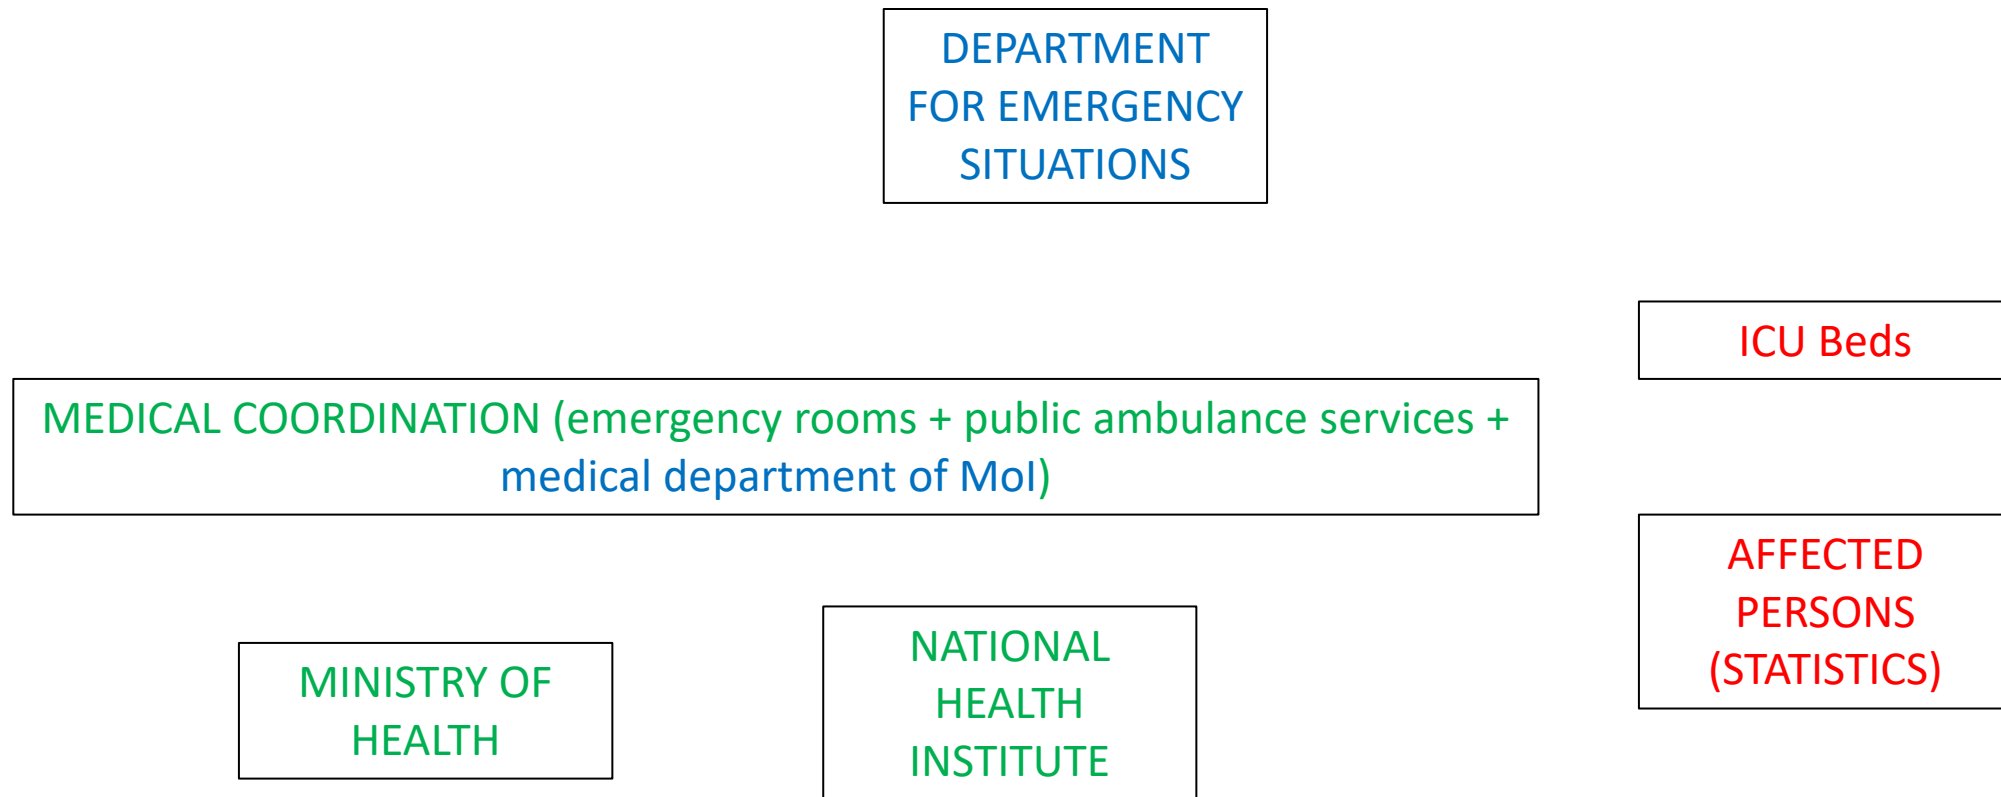 DEPARTMENT
FOR EMERGENCY
SITUATIONS
ICU Beds
MEDICAL COORDINATION (emergency rooms + public ambulance services +
medical department of MoI)
AFFECTED
PERSONS
(STATISTICS)
MINISTRY OF
HEALTH
NATIONAL
HEALTH
INSTITUTE